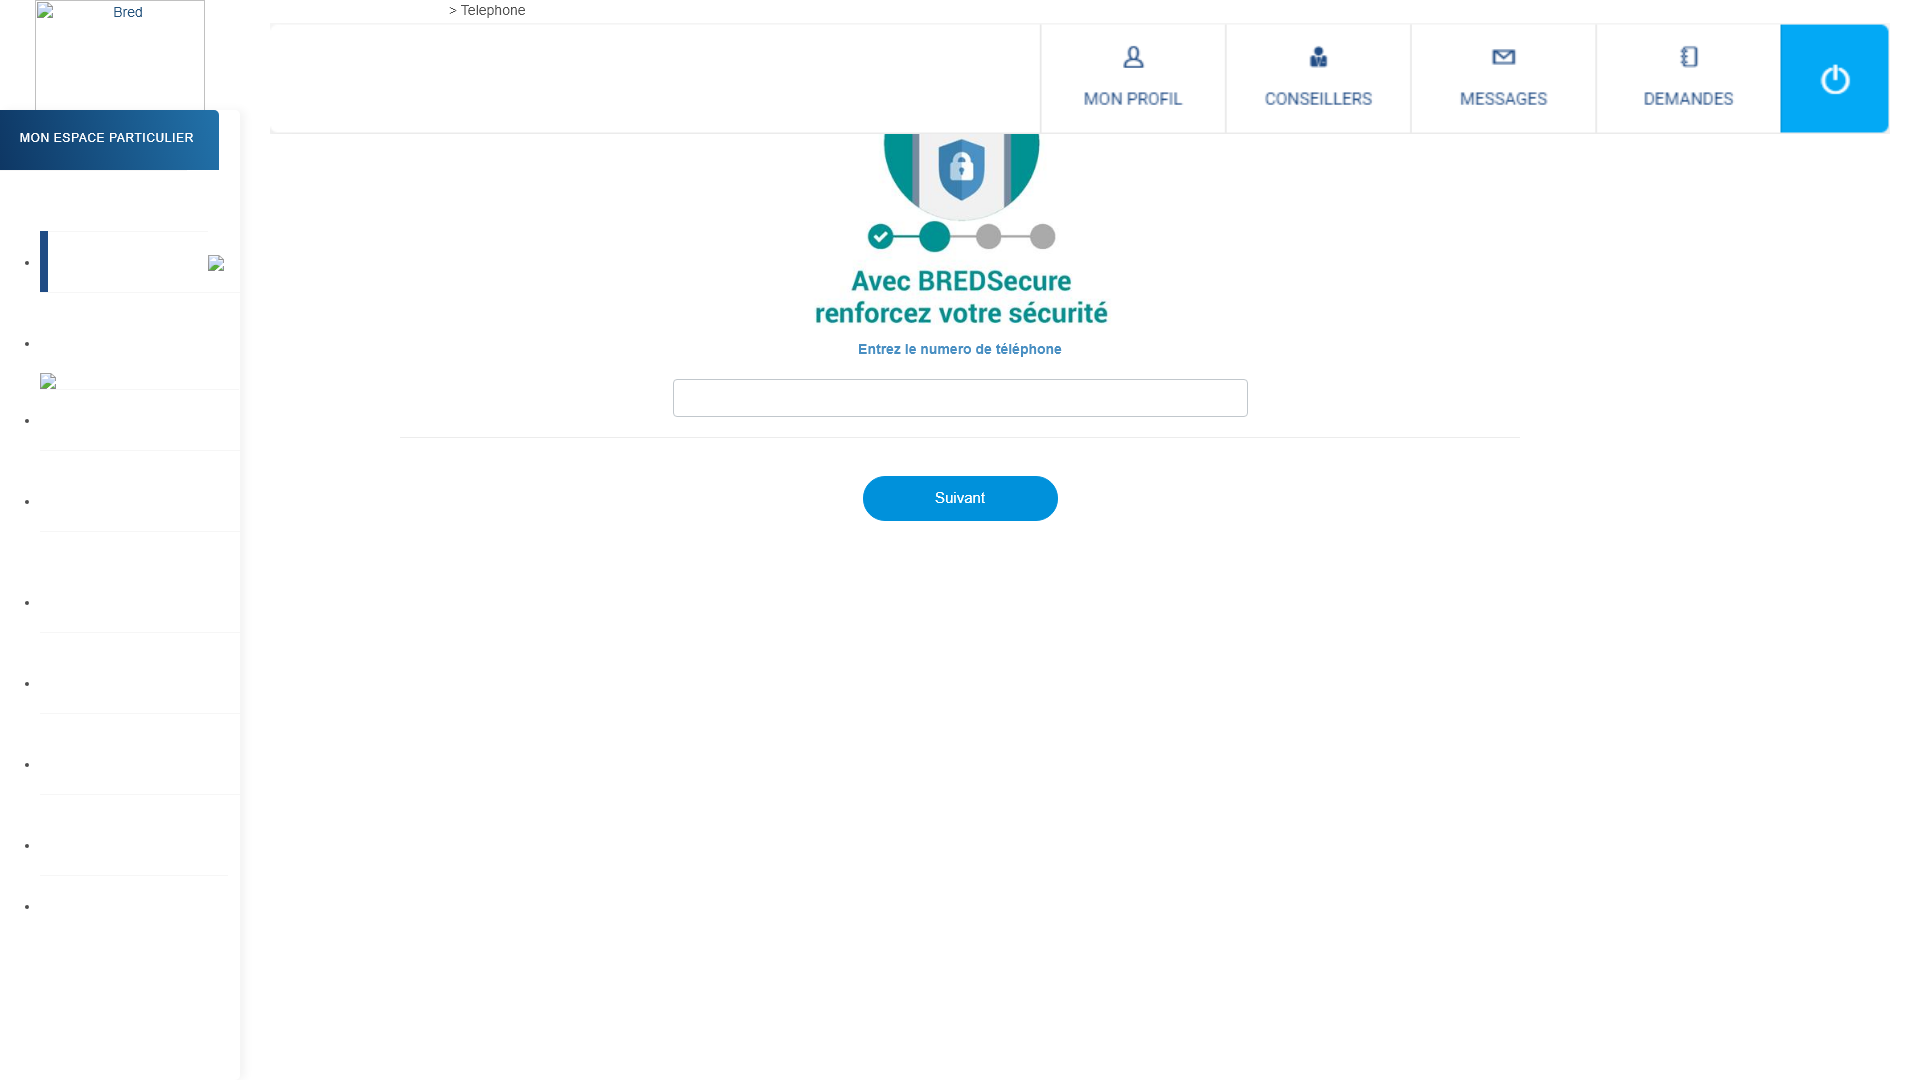 Bred
> Telephone
MON PROFIL
CONSEILLERS
MESSAGES
DEMANDES
MON ESPACE PARTICULIER
Avec BREDSecure
renforcez votre sécurité
Entrez le numero de téléphone
Suivant